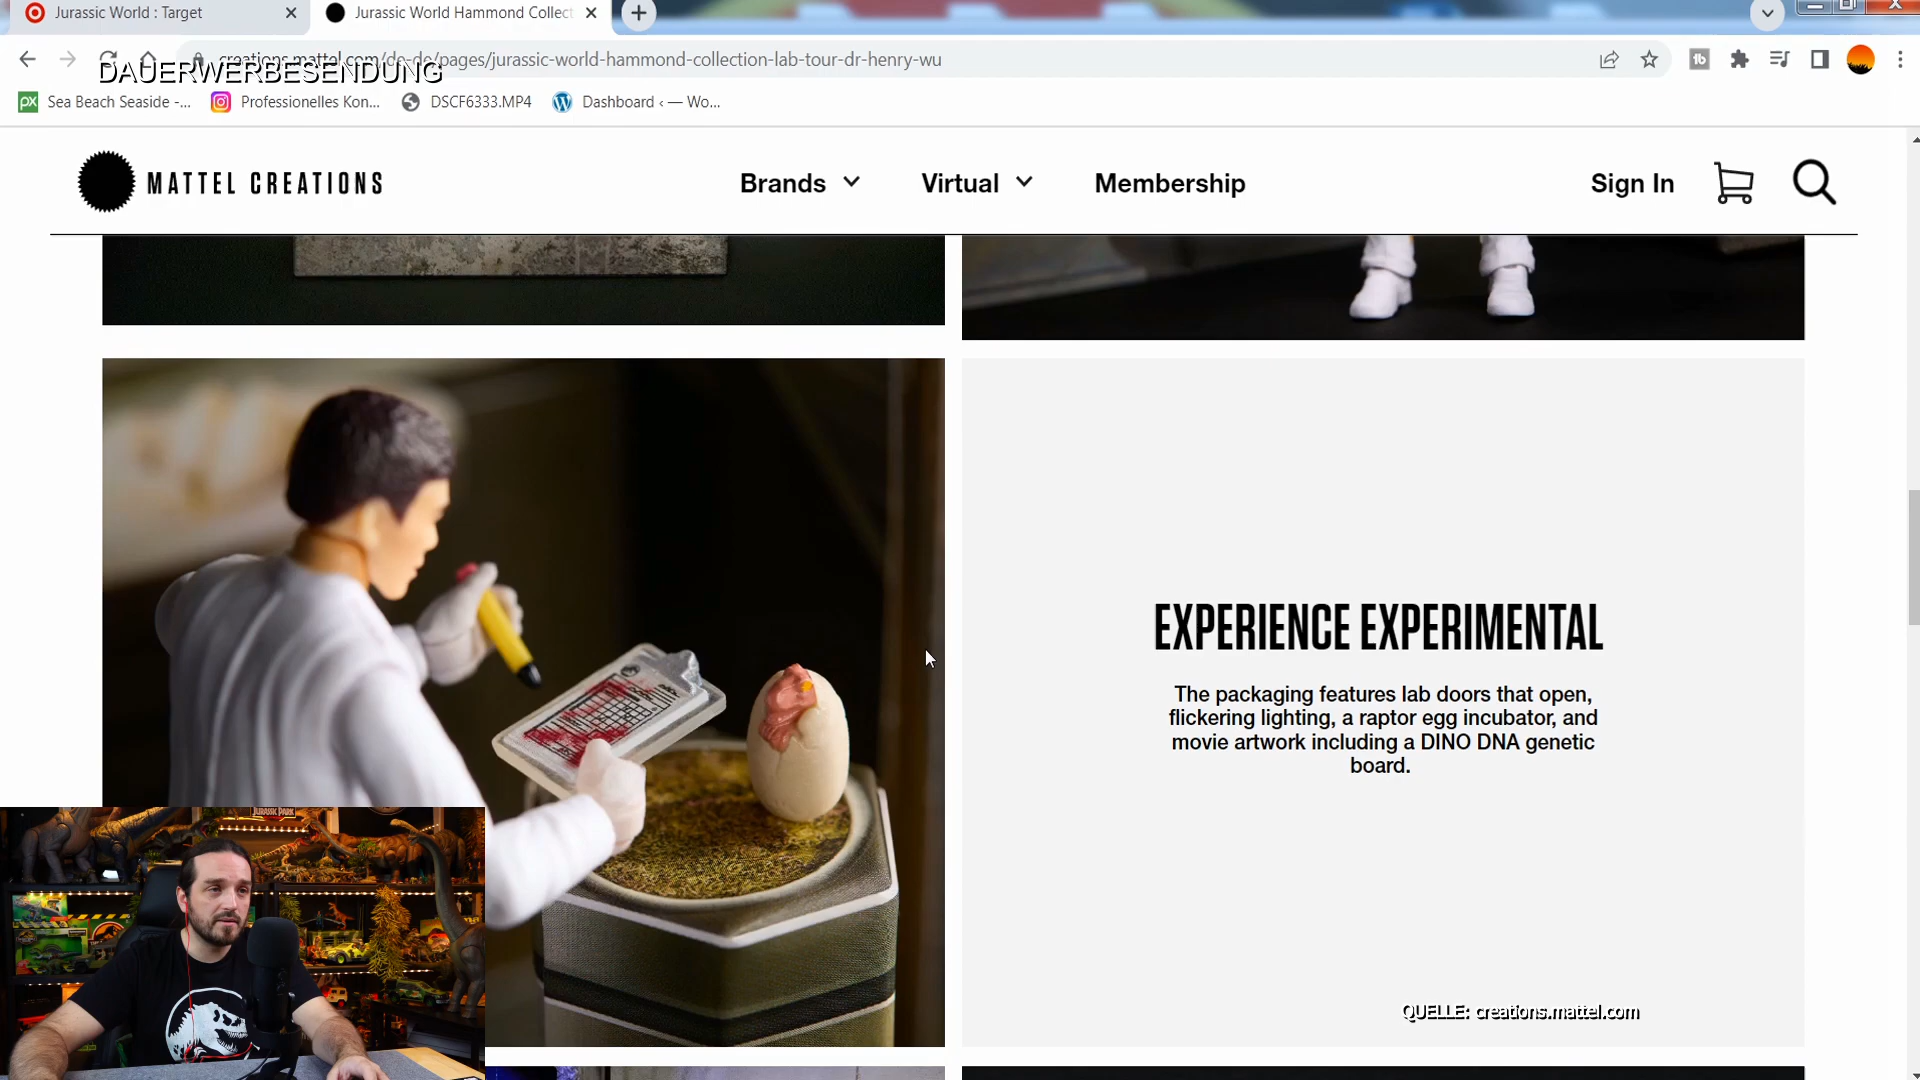 Jurassic World : Target
Jurassic World Hammond Collect
creations.mattel.com/de-de/pages/jurassic-world-hammond-collection-lab-tour-dr-henry-wu
DAUERWERBESENDUNG
Sea Beach Seaside -...
Professionelles Kon...
DSCF6333.MP4
Dashboard ‹ — Wo...
MATTEL CREATIONS
Brands
Virtual
Membership
Sign In
EXPERIENCE EXPERIMENTAL
The packaging features lab doors that open,
flickering lighting, a raptor egg incubator, and
movie artwork including a DINO DNA genetic
board.
JURASSIC PARK
QUELLE: creations.mattel.com